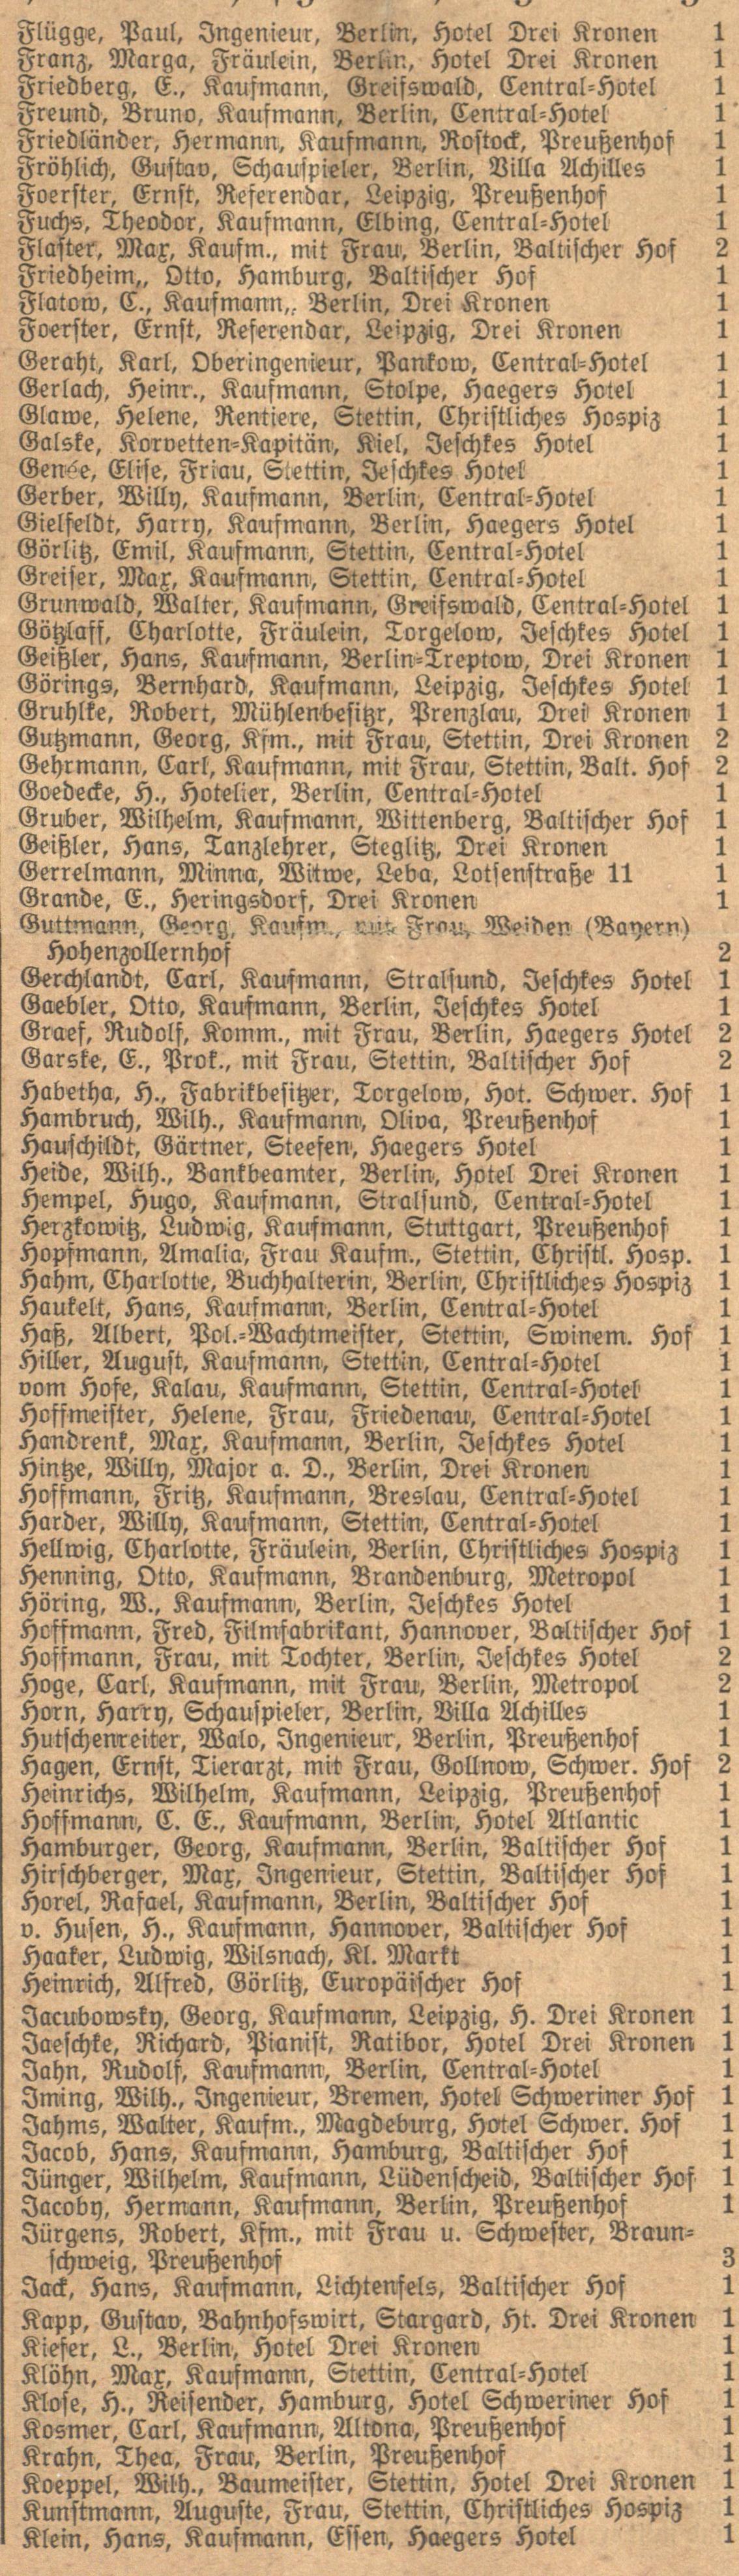 Flügge, Paul, Ingenieur, Berlin, Hotel Drei Kronen 1
Franz, Marga, Fräulein, Berlin, Hotel Drei Kronen 1
Friedberg, E., Kaufmann, Greifswald, Central-Hotel 1
Freund, Bruno, Kaufmann, Berlin, Central-Hotel 1
Friedländer, Hermann, Kaufmann, Rostock, Preußenhof 1
Fröhlich, Gustav, Schauspieler, Berlin, Villa Achilles 1
Foerster, Ernst, Referendar, Leipzig, Preußenhof 1
Fuchs, Theodor, Kaufmann, Elbing, Central-Hotel 1
Flaster, Max, Kaufm., mit Frau, Berlin, Baltischer Hof 2
Friedheim,, Otto, Hamburg, Baltischer Hof 1
Flatow, C., Kaufmann,. Berlin, Drei Kronen 1
Foerster, Ernst, Referendar, Leipzig, Drei Kronen 1
Geraht, Karl, Oberingenieur, Pankow, Central-Hotel 1
Gerlach, Heinr., Kaufmann, Stolpe, Haegers Hotel 1
Glawe, Helene, Rentiere, Stettin, Christliches Hospiz 1
Galske, Korvetten-Kapitän, Kiel, Jeschkes Hotel 1
Genée, Elise, Friau, Stettin, Jeschkes Hotel 1
Gerber, Willy, Kaufmann, Berlin, Central-Hotel 1
Gielfeldt, Harry, Kaufmann, Berlin, Haegers Hotel 1
Görlitz, Emil, Kaufmann, Stettin, Central-Hotel 1
Greiser, Max, Kaufmann, Stettin, Central-Hotel 1
Grunwald, Walter, Kaufmann, Greifswald, Central-Hotel 1
Götzlaff, Charlotte, Fräulein, Torgelow, Jeschkes Hotel 1
Geißler, Hans, Kaufmann, Berlin-Treptow, Drei Kronen 1
Görings, Bernhard, Kaufmann, Leipzig, Jeschkes Hotel 1
Gruhlke, Robert, Mühlenbesitzr, Prenzlau, Drei Kronen 1
Gutzmann, Georg, Kfm., mit Frau, Stettin, Drei Kronen 2
Gehrmann, Carl, Kaufmann, mit Frau, Stettin, Balt. Hof 2
Goedecke, H., Hotelier, Berlin, Central-Hotel 1
Gruber, Wilhelm, Kaufmann, Wittenberg, Baltischer Hof 1
Geißler, Hans, Tanzlehrer, Steglitz, Drei Kronen 1
Gerrelmann, Minna, Witwe, Leba, Lotsenstraße 11 1
Grande, E., Heringsdorf, Drei Kronen 1
Guttmann, Georg, Kaufm., mit Frau, Weiden (Bayern)
Hohenzollernhof 2
Gerchlandt, Carl, Kaufmann, Stralsund, Jeschkes Hotel 1
Gaebler, Otto, Kaufmann, Berlin, Jeschkes Hotel 1
Graef, Rudolf, Komm., mit Frau, Berlin, Haegers Hotel 2
Garske, E., Prok., mit Frau, Stettin, Baltischer Hof 2
Habetha, H., Fabrikbesitzer, Torgelow, Hot. Schwer. Hof 1
Hambruch, Wilh., Kaufmann, Oliva, Preußenhof 1
Hauschildt, Gärtner, Steefen, Haegers Hotel 1
Heide, Wilh., Bankbeamter, Berlin, Hotel Drei Kronen 1
Hempel, Hugo, Kaufmann, Stralsund, Central-Hotel 1
Herzkowitz, Ludwig, Kaufmann, Stuttgart, Preußenhof 1
Hopfmann, Amalia, Frau Kaufm., Stettin, Christl. Hosp. 1
Hahm, Charlotte, Buchhalterin, Berlin, Christliches Hospiz 1
Haukelt, Hans, Kaufmann, Berlin, Central-Hotel 1
Haß, Albert, Pol.-Wachtmeister, Stettin, Swinem. Hof 1
Hiller, August, Kaufmann, Stettin, Central-Hotel 1
vom Hofe, Kalau, Kaufmann, Stettin, Central-Hotel 1
Hoffmeister, Helene, Frau, Friedenau, Central-Hotel 1
Handrenk, Max, Kaufmann, Berlin, Jeschkes Hotel 1
Hintze, Willy, Major a. D., Berlin, Drei Kronen 1
Hoffmann, Fritz, Kaufmann, Breslau, Central-Hotel 1
Harder, Willy, Kaufmann, Stettin, Central-Hotel 1
Hellwig, Charlotte, Fräulein, Berlin, Christliches Hospiz 1
Henning, Otto, Kaufmann, Brandenburg, Metropol 1
Höring, W., Kaufmann, Berlin, Jeschkes Hotel 1
Hoffmann, Fred, Filmfabrikant, Hannover, Baltischer Hof 1
Hoffmann, Frau, mit Tochter, Berlin, Jeschkes Hotel 2
Hoge, Carl, Kaufmann, mit Frau, Berlin, Metropol 2
Horn, Harry, Schauspieler, Berlin, Villa Achilles 1
Hutschenreiter, Walo, Ingenieur, Berlin, Preußenhof 1
Hagen, Ernst, Tierarzt, mit Frau, Gollnow, Schwer. Hof 2
Heinrichs, Wilhelm, Kaufmann, Leipzig, Preußenhof 1
Hoffmann, C. E., Kaufmann, Berlin, Hotel Atlantic 1
Hamburger, Georg, Kaufmann, Berlin, Baltischer Hof 1
Hirschberger, Max, Ingenieur, Stettin, Baltischer Hof 1
Horel, Rafael, Kaufmann, Berlin, Baltischer Hof 1
v. Husen, H., Kaufmann, Hannover, Baltischer Hof 1
Haaker, Ludwig, Wilsnach, Kl. Markt 1
Heinrich, Alfred, Görlitz, Europäischer Hof 1
Jacubowsky, Georg, Kaufmann, Leipzig, H. Drei Kronen 1
Jaeschke, Richard, Pianist, Ratibor, Hotel Drei Kronen 1
Jahn, Rudolf, Kaufmann, Berlin, Central-Hotel 1
Iming, Wilh., Ingenieur, Bremen, Hotel Schweriner Hof 1
Jahms, Walter, Kaufm., Magdeburg, Hotel Schwer. Hof 1
Jacob, Hans, Kaufmann, Hamburg, Baltischer Hof 1
Jünger, Wilhelm, Kaufmann, Lüdenscheid, Baltischer Hof 1
Jacoby, Hermann, Kaufmann, Berlin, Preußenhof 1
Jürgens, Robert, Kfm., mit Frau u. Schwester, Braun-
schweig, Preußenhof 3
Jack, Hans, Kaufmann, Lichtenfels, Baltischer Hof 1
Kapp, Gustav, Bahnhofswirt, Stargard, Ht. Drei Kronen 1
Kiefer, L., Berlin, Hotel Drei Kronen 1
Klöhn, Max, Kaufmann, Stettin, Central-Hotel 1
Klose, H., Reisender, Hamburg, Hotel Schweriner Hof 1
Kosmer, Carl, Kaufmann, Altona, Preußenhof 1
Krahn, Thea, Frau, Berlin, Preußenhof 1
Koeppel, Wilh., Baumeister, Stettin, Hotel Drei Kronen 1
Kunstmann, Auguste, Frau, Stettin, Christliches Hospiz 1
Klein, Hans, Kaufmann, Essen, Haegers Hotel 1